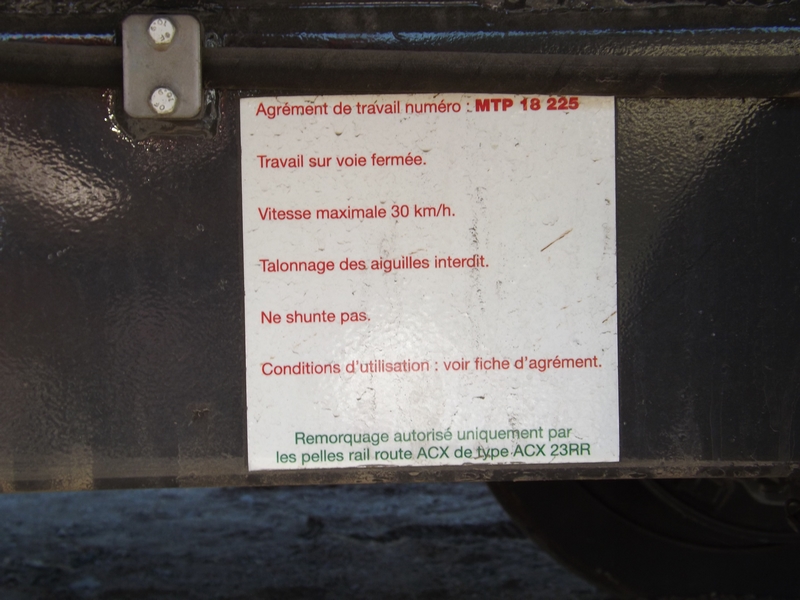 Agrément de travail numéro : MTP 18 225
Travail sur voie fermée.
Vitesse maximale 30 km/h.
Talonnage des aiguilles interdit.
Ne shunte pas.
Conditions d'utilisation : voir fiche d'agrément.
Remorquage autorisé uniquement par
les pelles rail route ACX de type ACX 23RR